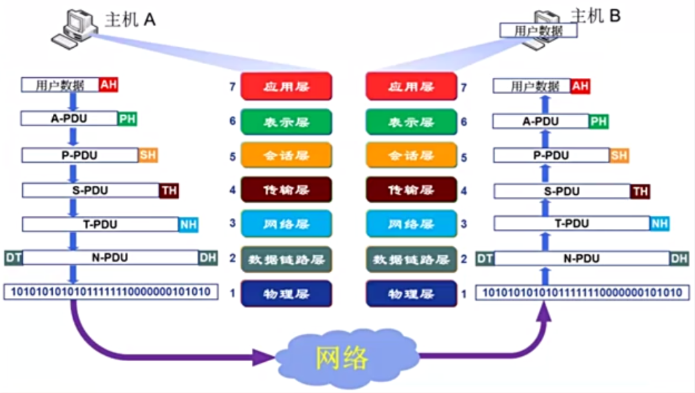 主机 A
主机 B
用户数据
用户数据 AH 7 应用层 应用层 7 用户数据 AH
A-PDU PH 6 表示层 表示层 6 A-PDU PH
P-PDU SH 5 会话层 会话层 5 P-PDU SH
S-PDU TH 4 传输层 传输层 4 S-PDU TH
T-PDU NH 3 网络层 网络层 3 T-PDU NH
DT N-PDU DH 2 数据链路层 数据链路层 2 DT N-PDU DH
10101010101011111110000000101010 1 物理层 物理层 1 10101010101011111110000000101010
网络